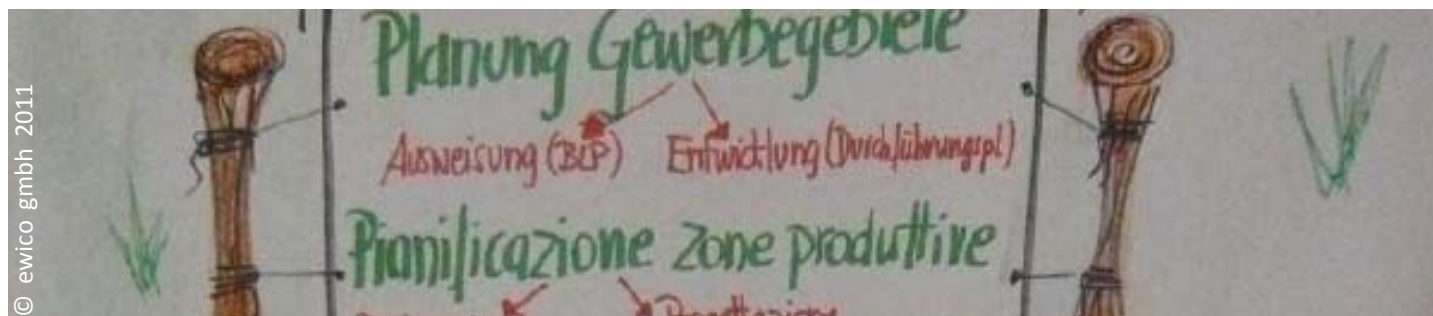 Planung Gewerbegebiete
Ausweisung (BLP) Entwicklung (Durchführungspl)
Pianificazione zone produttive
© ewico gmbh 2011